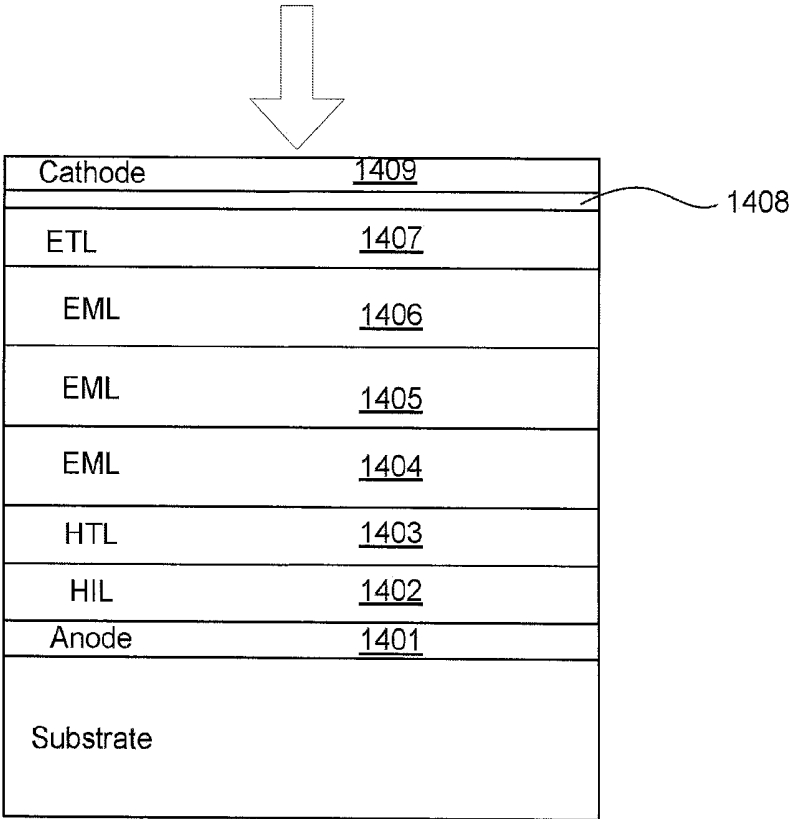 Cathode 1409
1408
ETL 1407
EML 1406
EML 1405
EML 1404
HTL 1403
HIL 1402
Anode 1401
Substrate